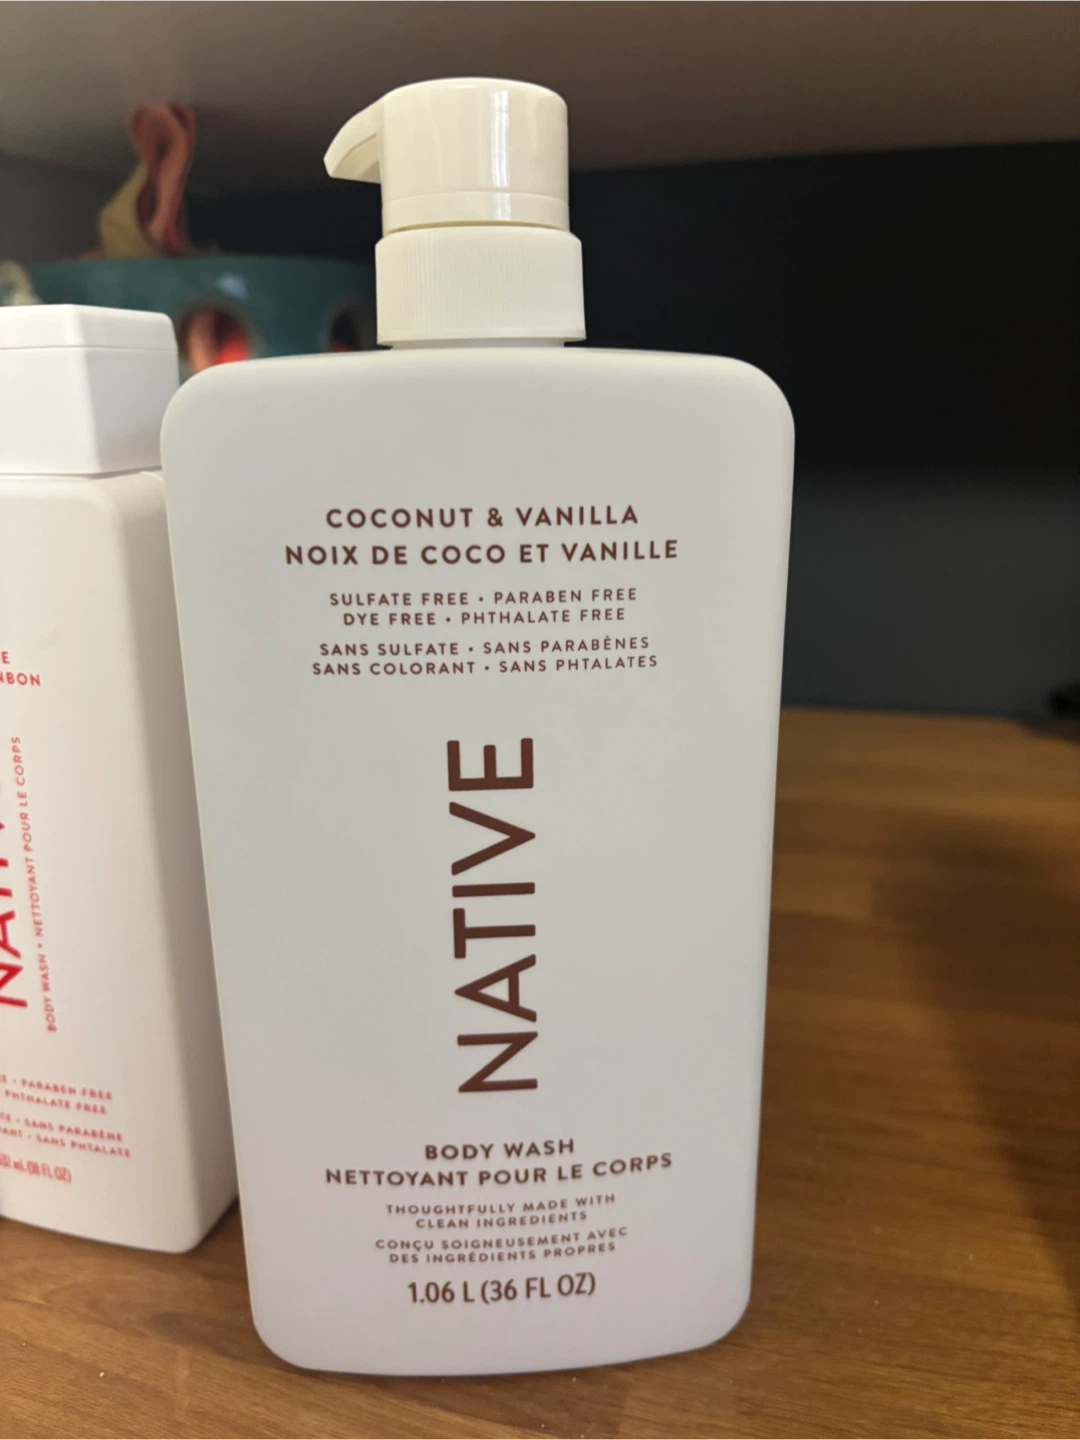 COCONUT & VANILLA
NOIX DE COCO ET VANILLE
SULFATE FREE • PARABEN FREE
DYE FREE • PHTHALATE FREE
SANS SULFATE • SANS PARABÈNES
SANS COLORANT • SANS PHTALATES
NATIVE
BODY WASH
NETTOYANT POUR LE CORPS
THOUGHTFULLY MADE WITH
CLEAN INGREDIENTS
CONÇU SOIGNEUSEMENT AVEC
DES INGRÉDIENTS PROPRES
1.06 L (36 FL OZ)
BODY WASH • NETTOYANT POUR LE CORPS
• PARABEN FREE
PHTHALATE FREE
• SANS PARABÈNE
• SANS PHTALATE